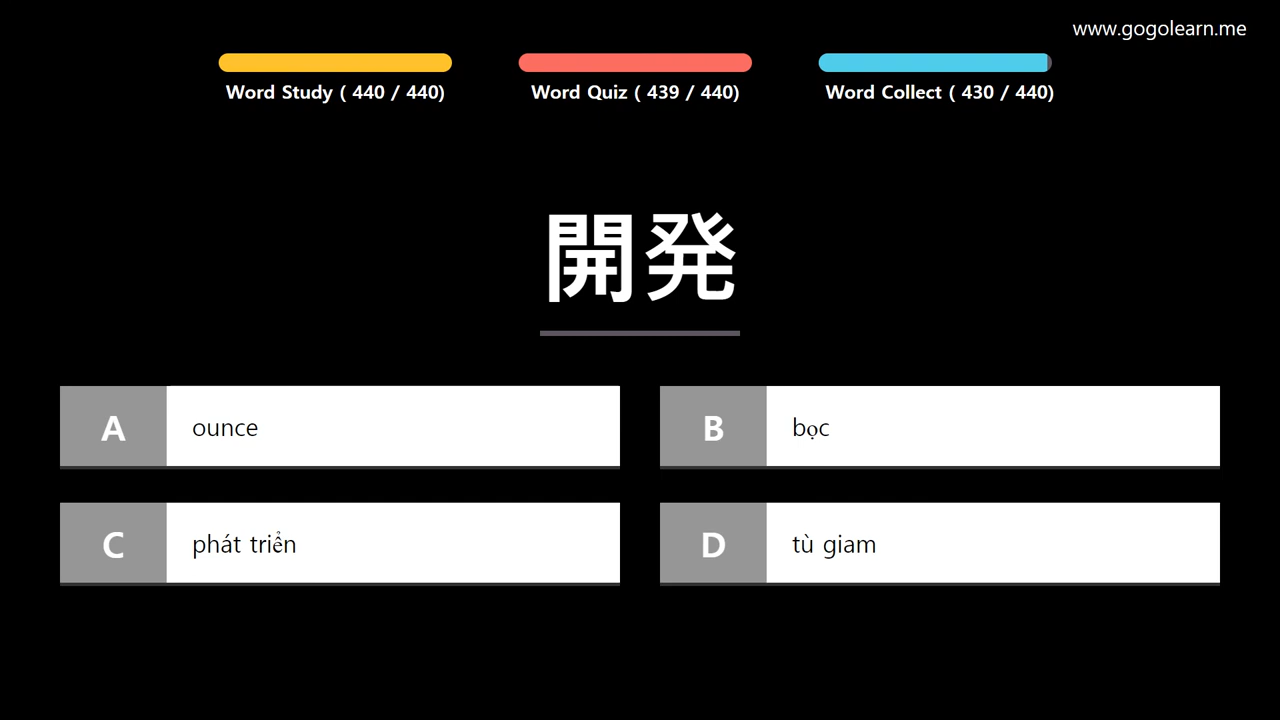 www.gogolearn.me
Word Study ( 440 / 440)
Word Quiz ( 439 / 440)
Word Collect ( 430 / 440)
開発
A ounce
B bọc
C phát triển
D tù giam